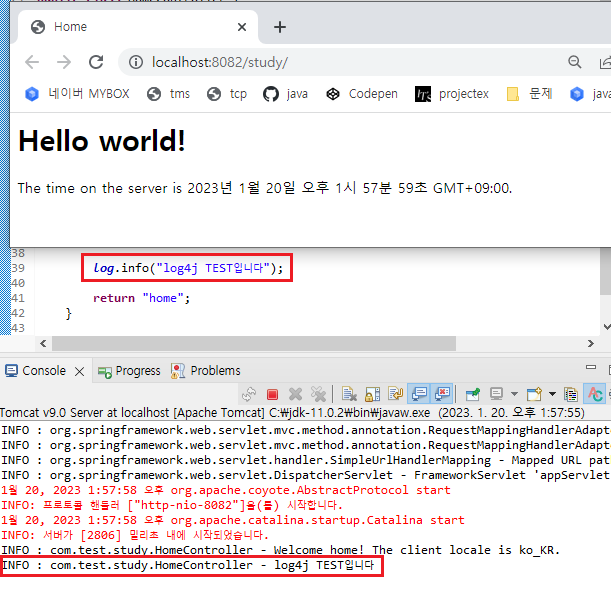 Home
localhost:8082/study/
네이버 MYBOX tms tcp java Codepen projectex 문제 java
Hello world!
The time on the server is 2023년 1월 20일 오후 1시 57분 59초 GMT+09:00.
38
39 log.info("log4j TEST입니다");
40
41 return "home";
42 }
43
Console Progress Problems
Tomcat v9.0 Server at localhost [Apache Tomcat] C:₩jdk-11.0.2₩bin₩javaw.exe (2023. 1. 20. 오후 1:57:55)
INFO : org.springframework.web.servlet.mvc.method.annotation.RequestMappingHandlerAdapte
INFO : org.springframework.web.servlet.mvc.method.annotation.RequestMappingHandlerAdapte
INFO : org.springframework.web.servlet.handler.SimpleUrlHandlerMapping - Mapped URL pat
INFO : org.springframework.web.servlet.DispatcherServlet - FrameworkServlet 'appServlet
1월 20, 2023 1:57:58 오후 org.apache.coyote.AbstractProtocol start
INFO: 프로토콜 핸들러 ["http-nio-8082"]을(를) 시작합니다.
1월 20, 2023 1:57:58 오후 org.apache.catalina.startup.Catalina start
INFO: 서버가 [2806] 밀리초 내에 시작되었습니다.
INFO : com.test.study.HomeController - Welcome home! The client locale is ko_KR.
INFO : com.test.study.HomeController - log4j TEST입니다